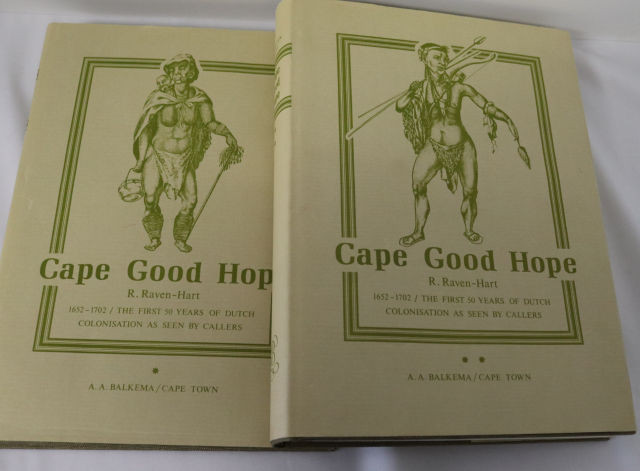 Cape Good Hop
R. Raven-Hart
1652-1702 / THE FIRST 50 YEARS OF DUTCH
COLONISATION AS SEEN BY CALLERS
*
A. A. BALKEMA/CAPE TOWN
Cape Good Hope
R. Raven-Hart
1652-1702 / THE FIRST 50 YEARS OF DUTCH
COLONISATION AS SEEN BY CALLERS
* *
A. A. BALKEMA/CAPE TOWN